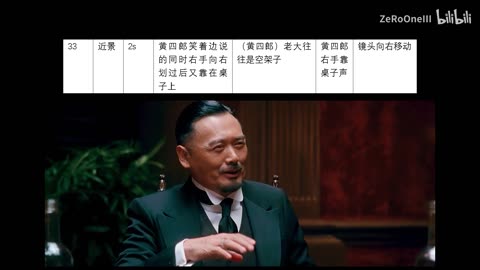 ZeRoOneIII bilibili
33 近景 2s 黄四郎笑着边说 （黄四郎）老大往 黄四郎 镜头向右移动
的同时右手向右 往是空架子 右手靠
划过后又靠在桌 桌子声
子上